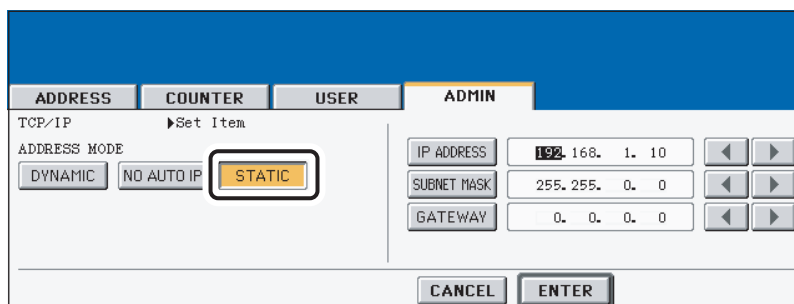 ADDRESS COUNTER USER ADMIN
TCP/IP ▶Set Item
ADDRESS MODE
DYNAMIC NO AUTO IP STATIC
IP ADDRESS 192.168. 1. 10
SUBNET MASK 255.255. 0. 0
GATEWAY 0. 0. 0. 0
CANCEL ENTER